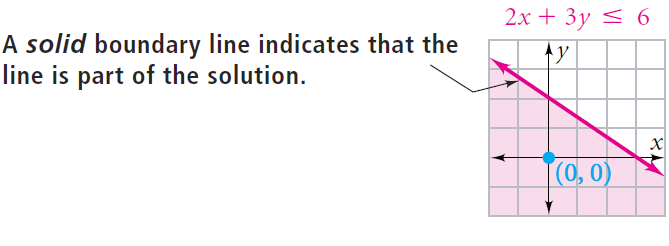 2x + 3y ≤ 6
A solid boundary line indicates that the
line is part of the solution.
y
x
(0, 0)